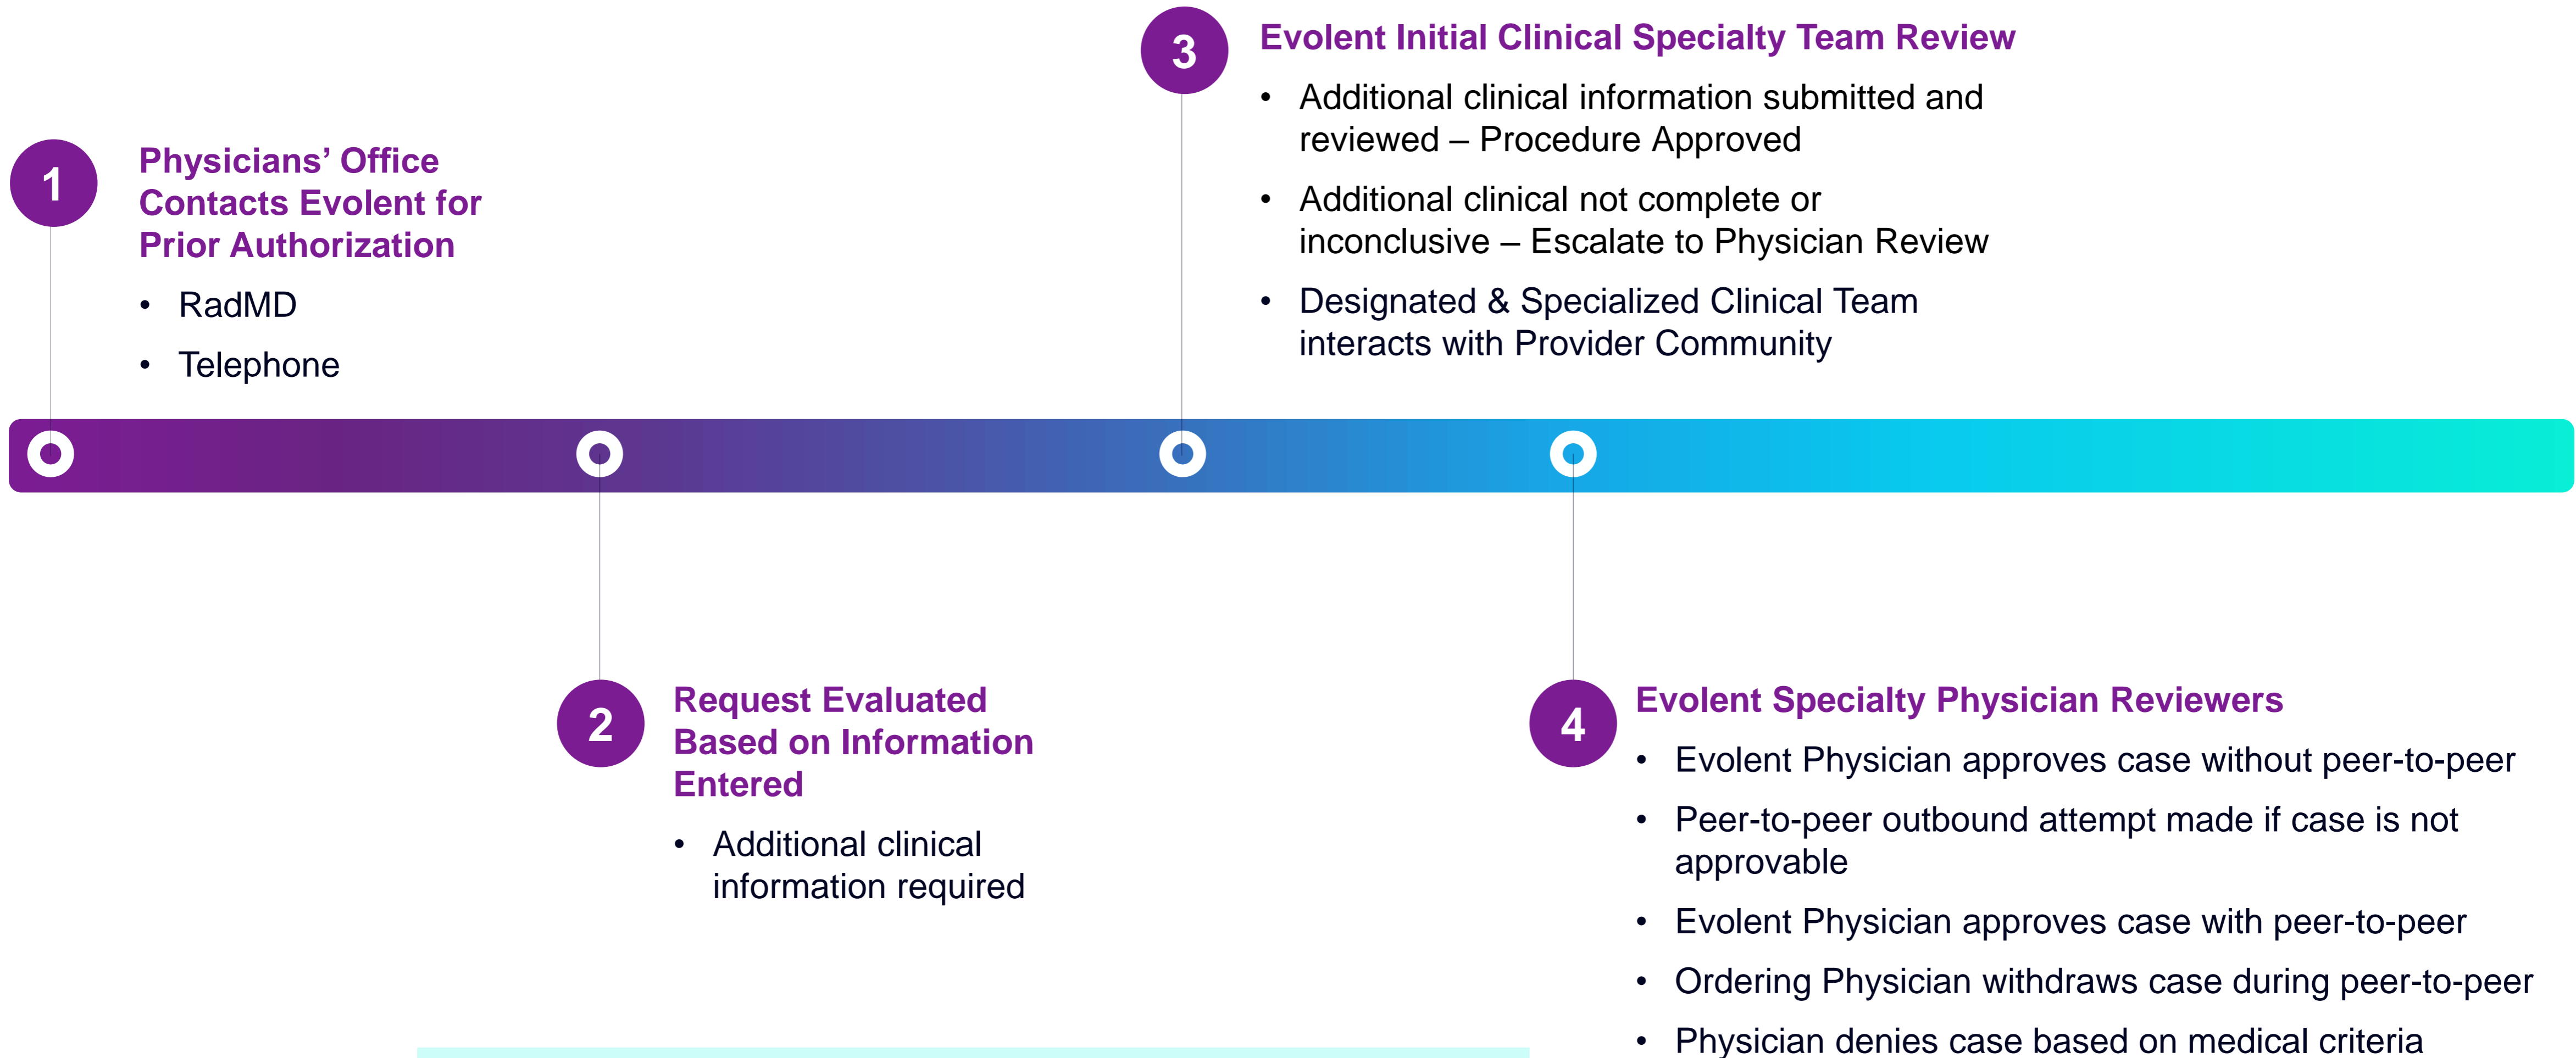 1
Physicians’ Office
Contacts Evolent for
Prior Authorization
• RadMD
• Telephone
2
Request Evaluated
Based on Information
Entered
• Additional clinical
information required
3
Evolent Initial Clinical Specialty Team Review
• Additional clinical information submitted and
reviewed – Procedure Approved
• Additional clinical not complete or
inconclusive – Escalate to Physician Review
• Designated & Specialized Clinical Team
interacts with Provider Community
4
Evolent Specialty Physician Reviewers
• Evolent Physician approves case without peer-to-peer
• Peer-to-peer outbound attempt made if case is not
approvable
• Evolent Physician approves case with peer-to-peer
• Ordering Physician withdraws case during peer-to-peer
• Physician denies case based on medical criteria